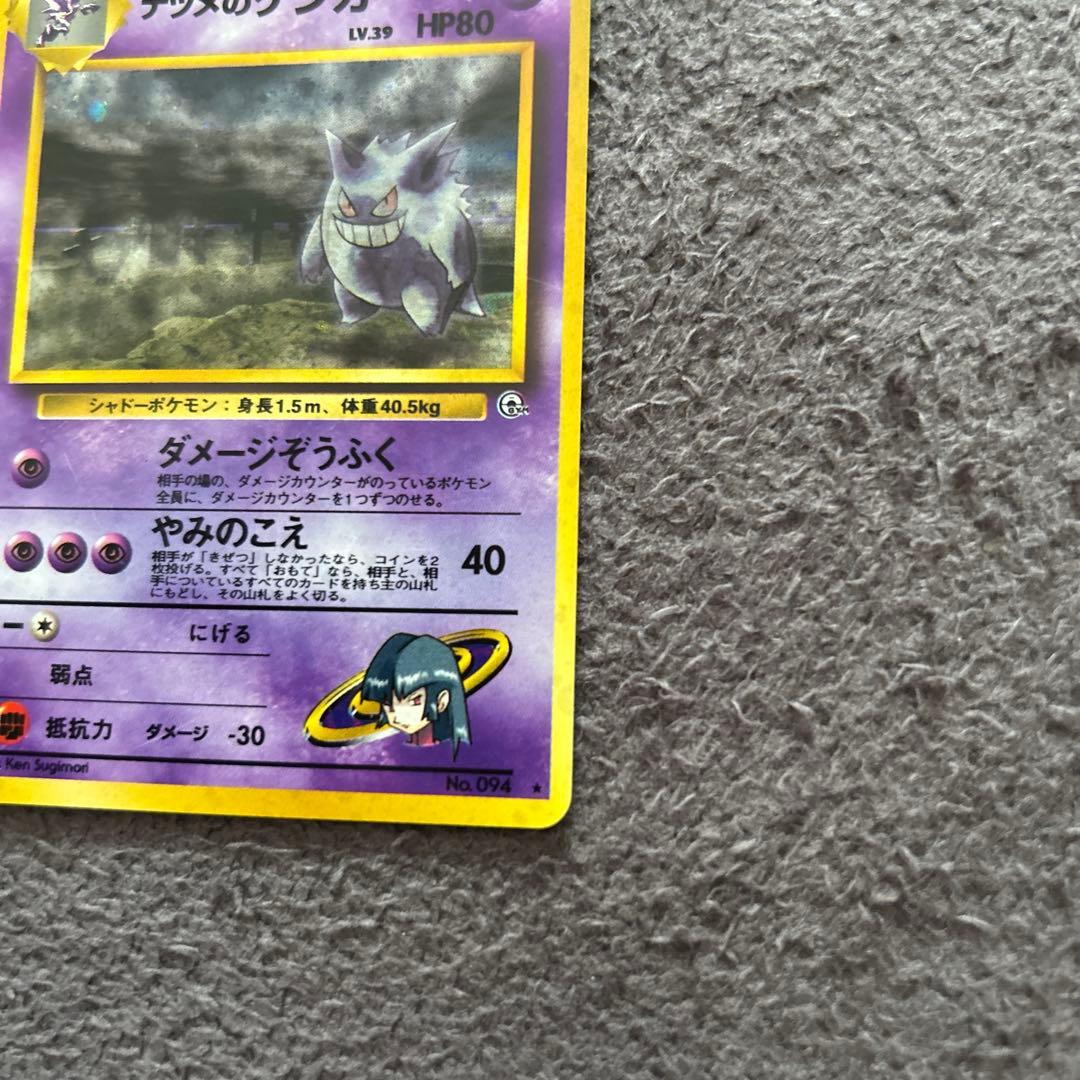 LV.39 HP80
シャドーポケモン：身長1.5m、体重40.5kg
ダメージぞうふく
相手の場の、ダメージカウンターがのっているポケモン
全員に、ダメージカウンターを1つずつのせる。
やみのこえ
40
相手が「きぜつ」しなかったなら、コインを2
枚投げる。すべて「おもて」なら、相手と、相
手についているすべてのカードを持ち主の山札
にもどし、その山札をよく切る。
にげる
弱点
抵抗力 ダメージ -30
Ken Sugimori
No.094 ★